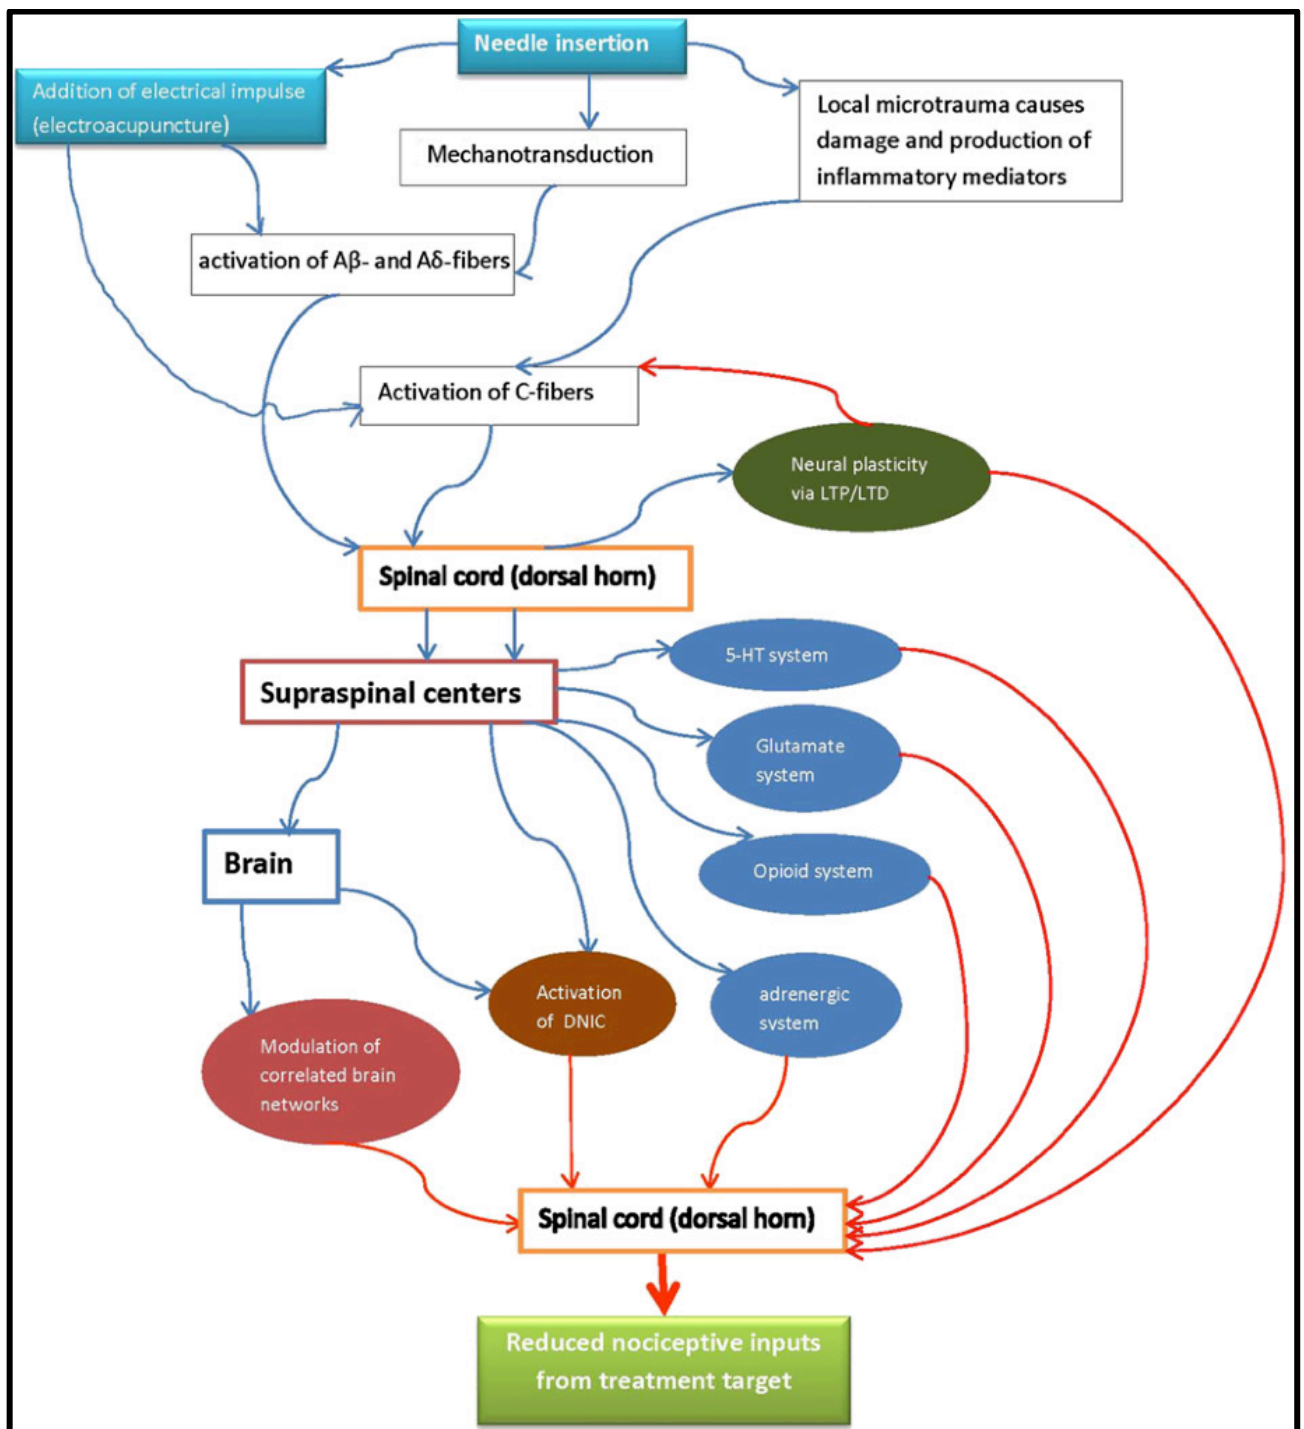 Needle insertion
Addition of electrical impulse
(electroacupuncture)
Local microtrauma causes
damage and production of
inflammatory mediators
Mechanotransduction
activation of Aβ- and Aδ-fibers
Activation of C-fibers
Neural plasticity
via LTP/LTD
Spinal cord (dorsal horn)
5-HT system
Supraspinal centers
Glutamate
system
Brain
Opioid system
Activation
of DNIC
adrenergic
system
Modulation of
correlated brain
networks
Spinal cord (dorsal horn)
Reduced nociceptive inputs
from treatment target